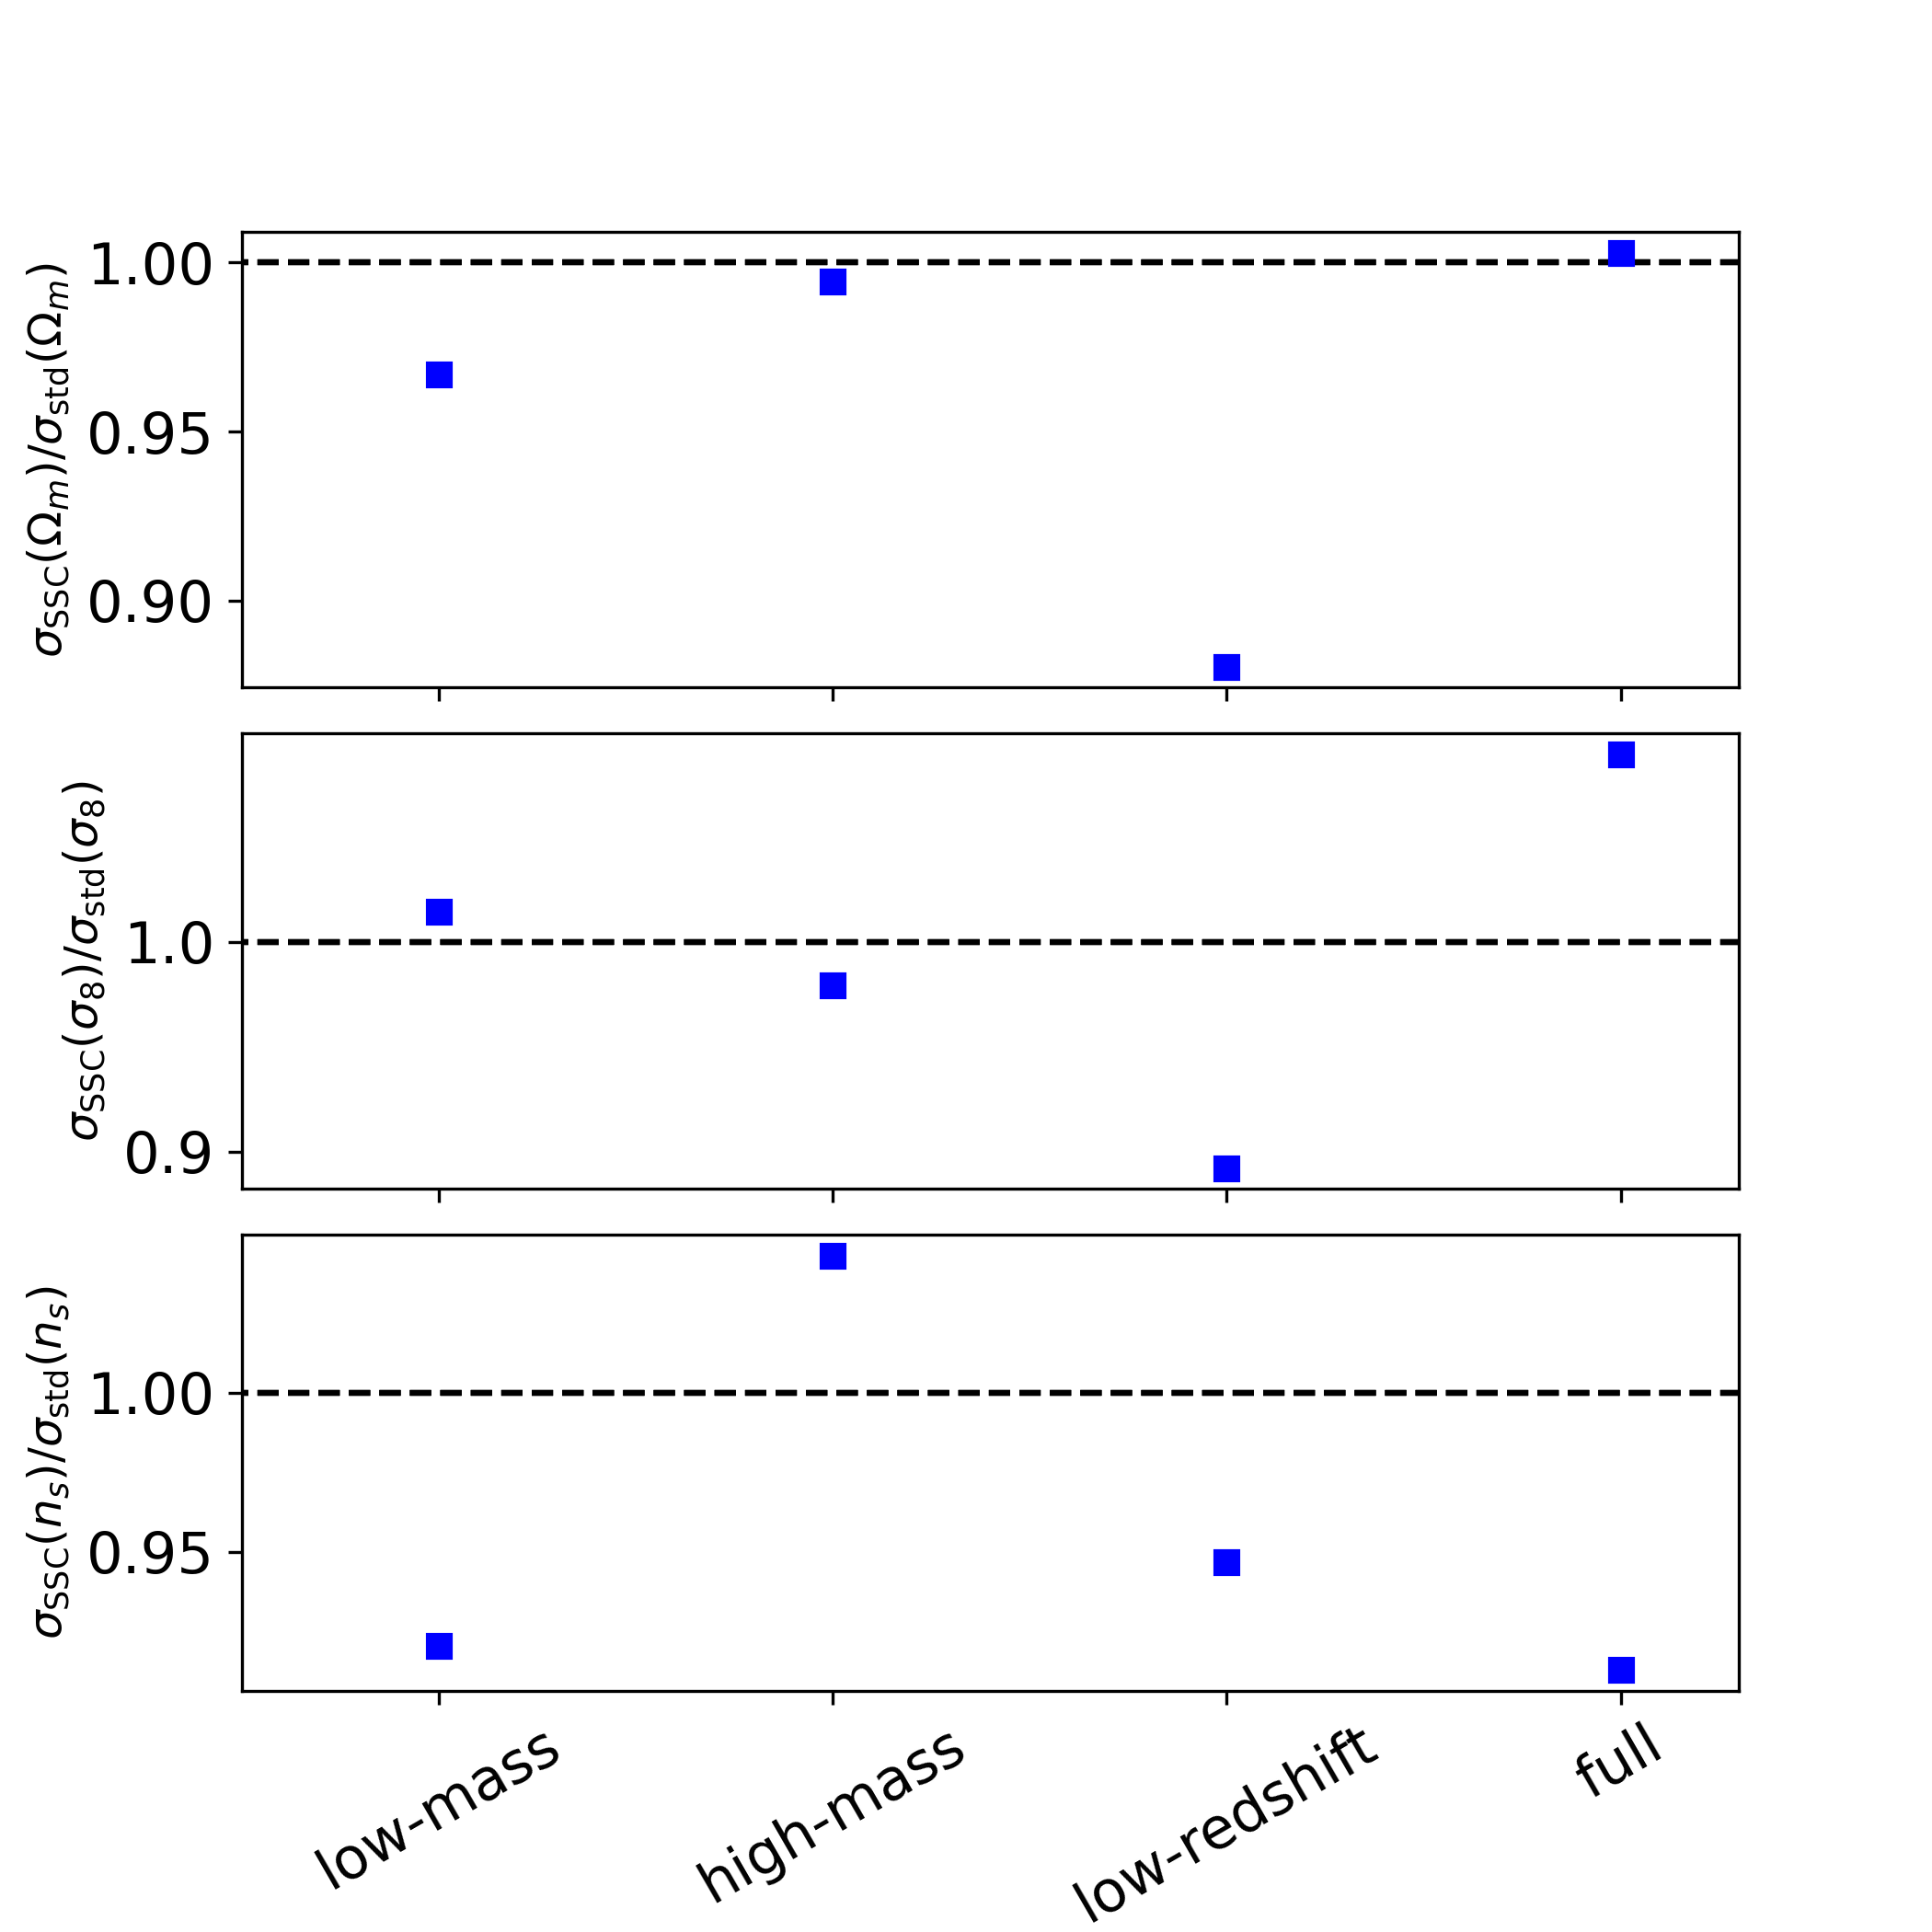 σSSC(Ωm)/σstd(Ωm)
1.00
0.95
0.90
σSSC(σ8)/σstd(σ8)
1.0
0.9
σSSC(ns)/σstd(ns)
1.00
0.95
low-mass
high-mass
low-redshift
full